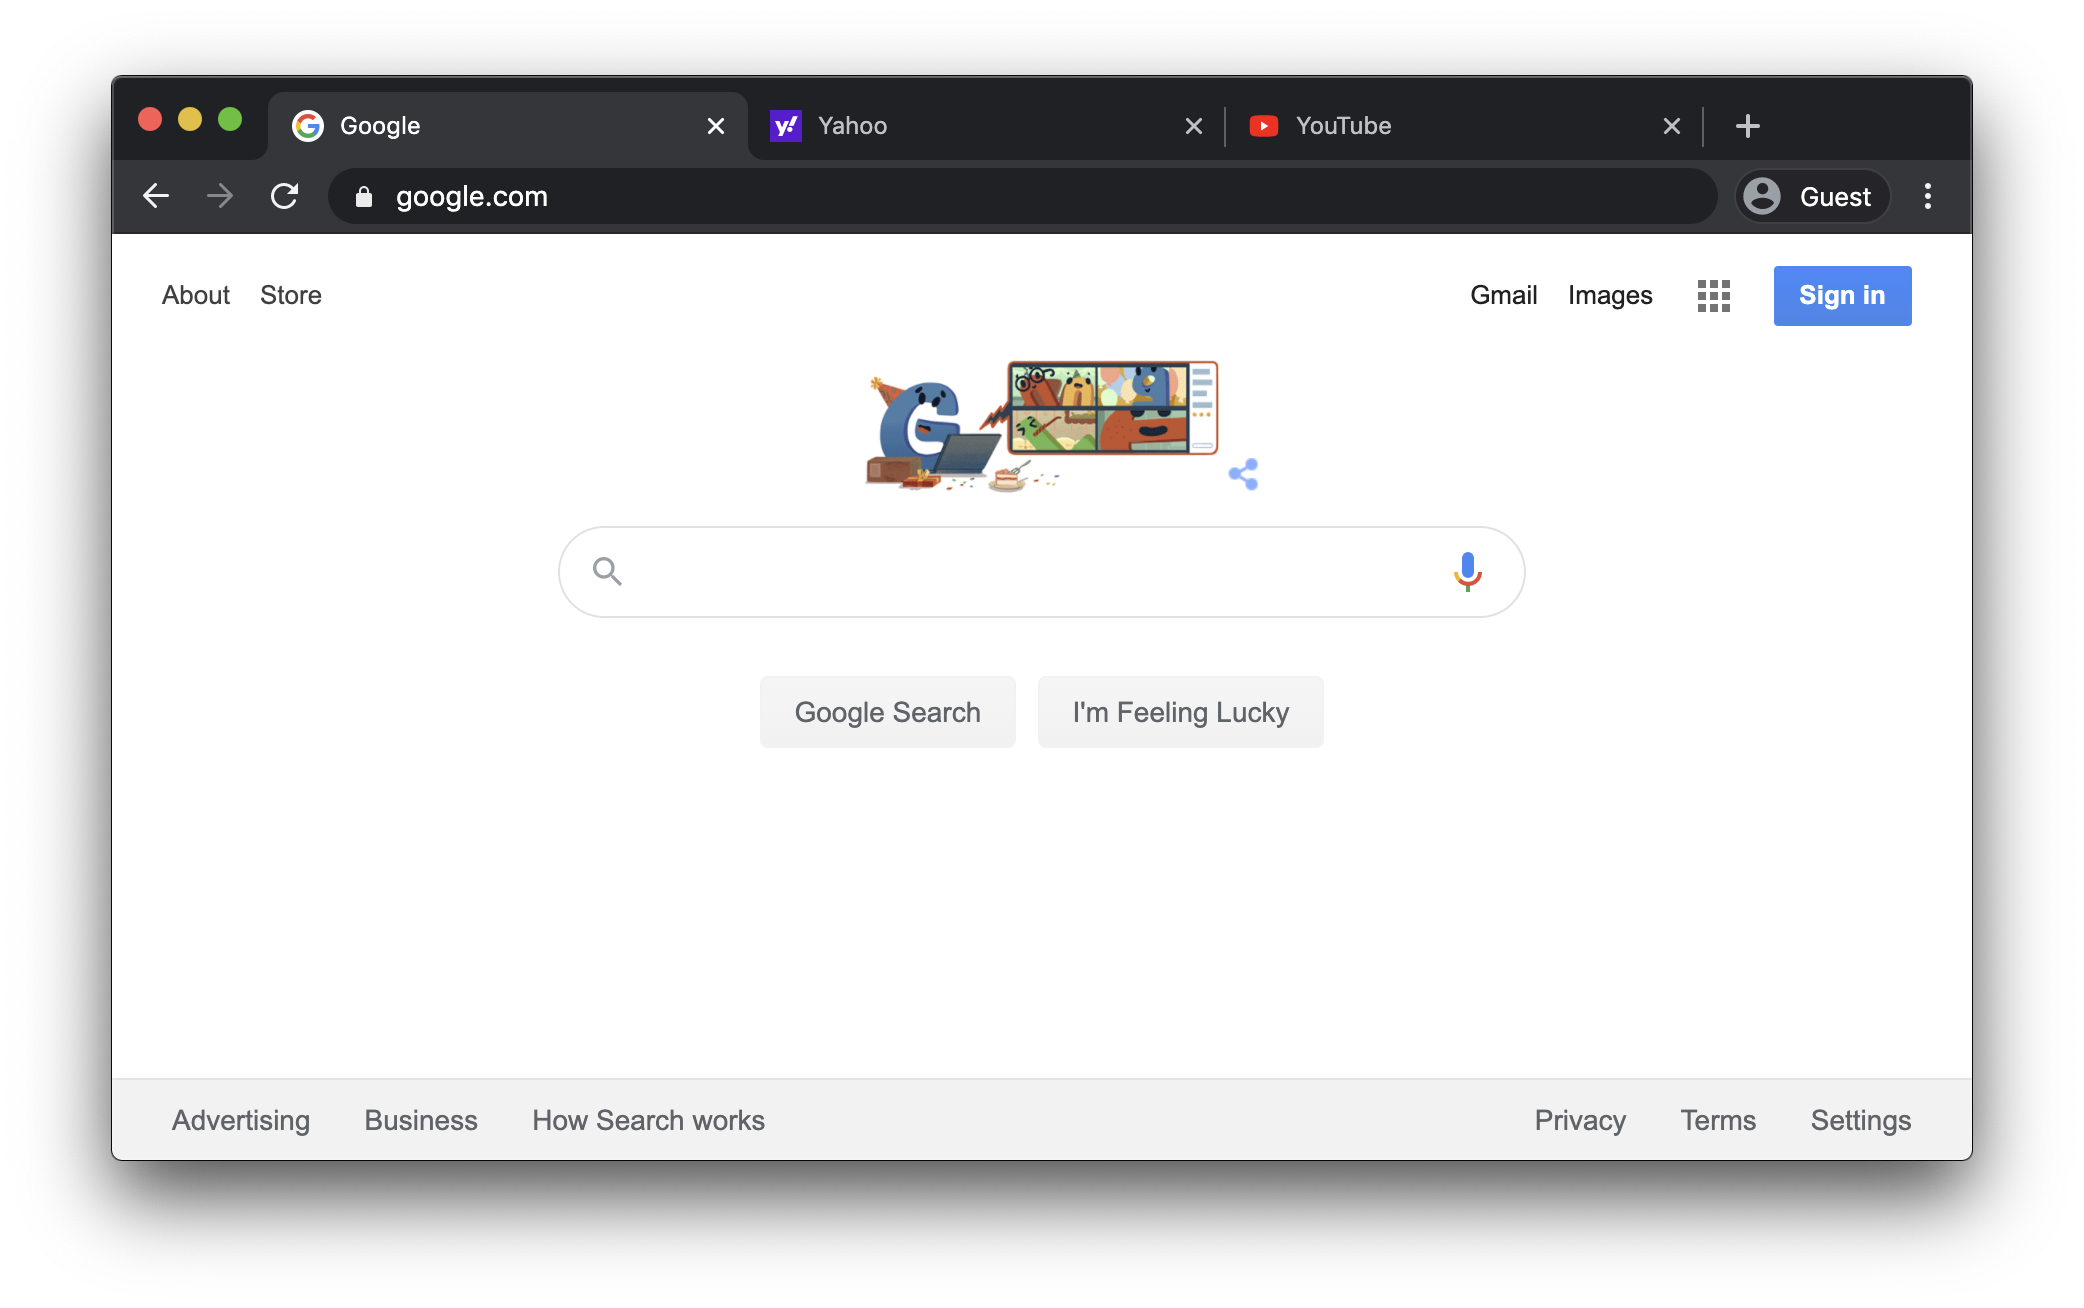 Google
Yahoo
YouTube
google.com
Guest
About Store
Gmail Images Sign in
Google Search
I'm Feeling Lucky
Advertising Business How Search works
Privacy Terms Settings